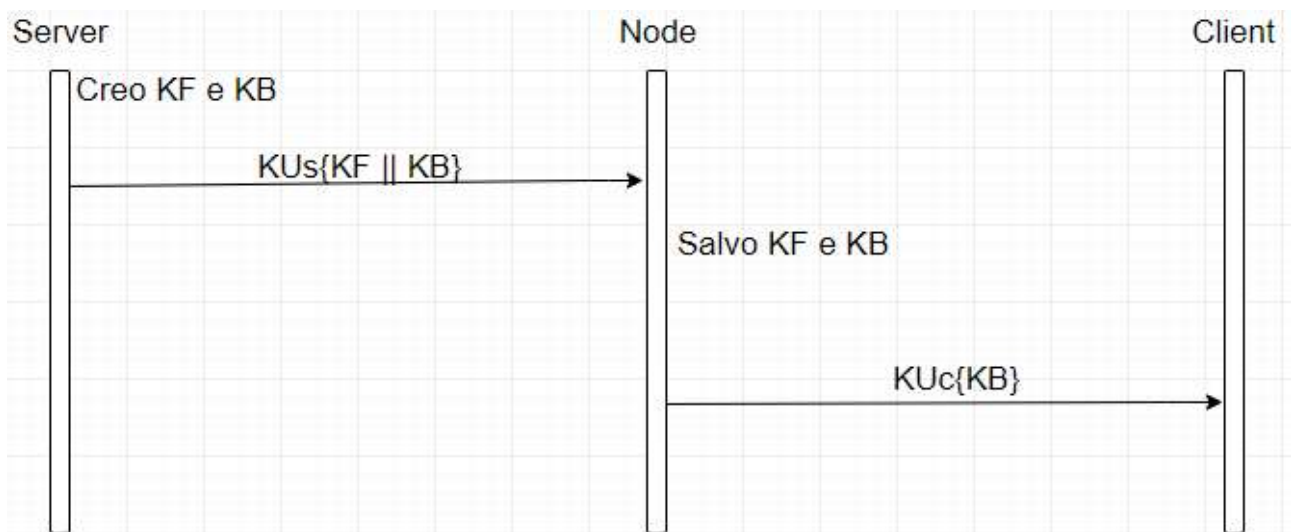 Server
Node
Client
Creo KF e KB
KUs{KF || KB}
Salvo KF e KB
KUc{KB}